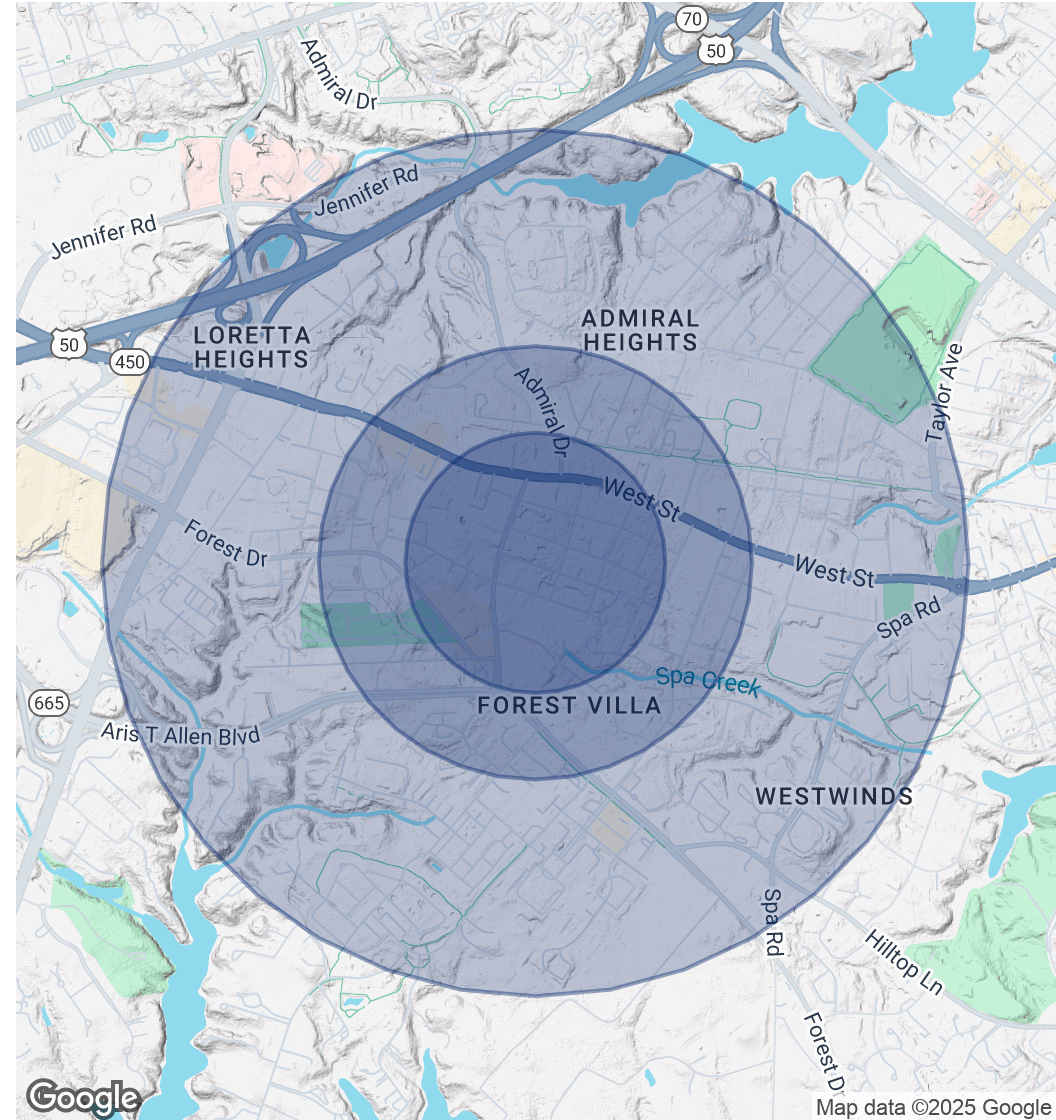 70
50
Admiral Dr
Jennifer Rd
Jennifer Rd
ADMIRAL
HEIGHTS
LORETTA
HEIGHTS
50
450
Taylor Ave
Admiral Dr
West St
Forest Dr
West St
Spa Rd
Spa Creek
665
FOREST VILLA
Aris T Allen Blvd
WESTWINDS
Spa Rd
Hilltop Ln
Forest Dr
Google
Map data ©2025 Google